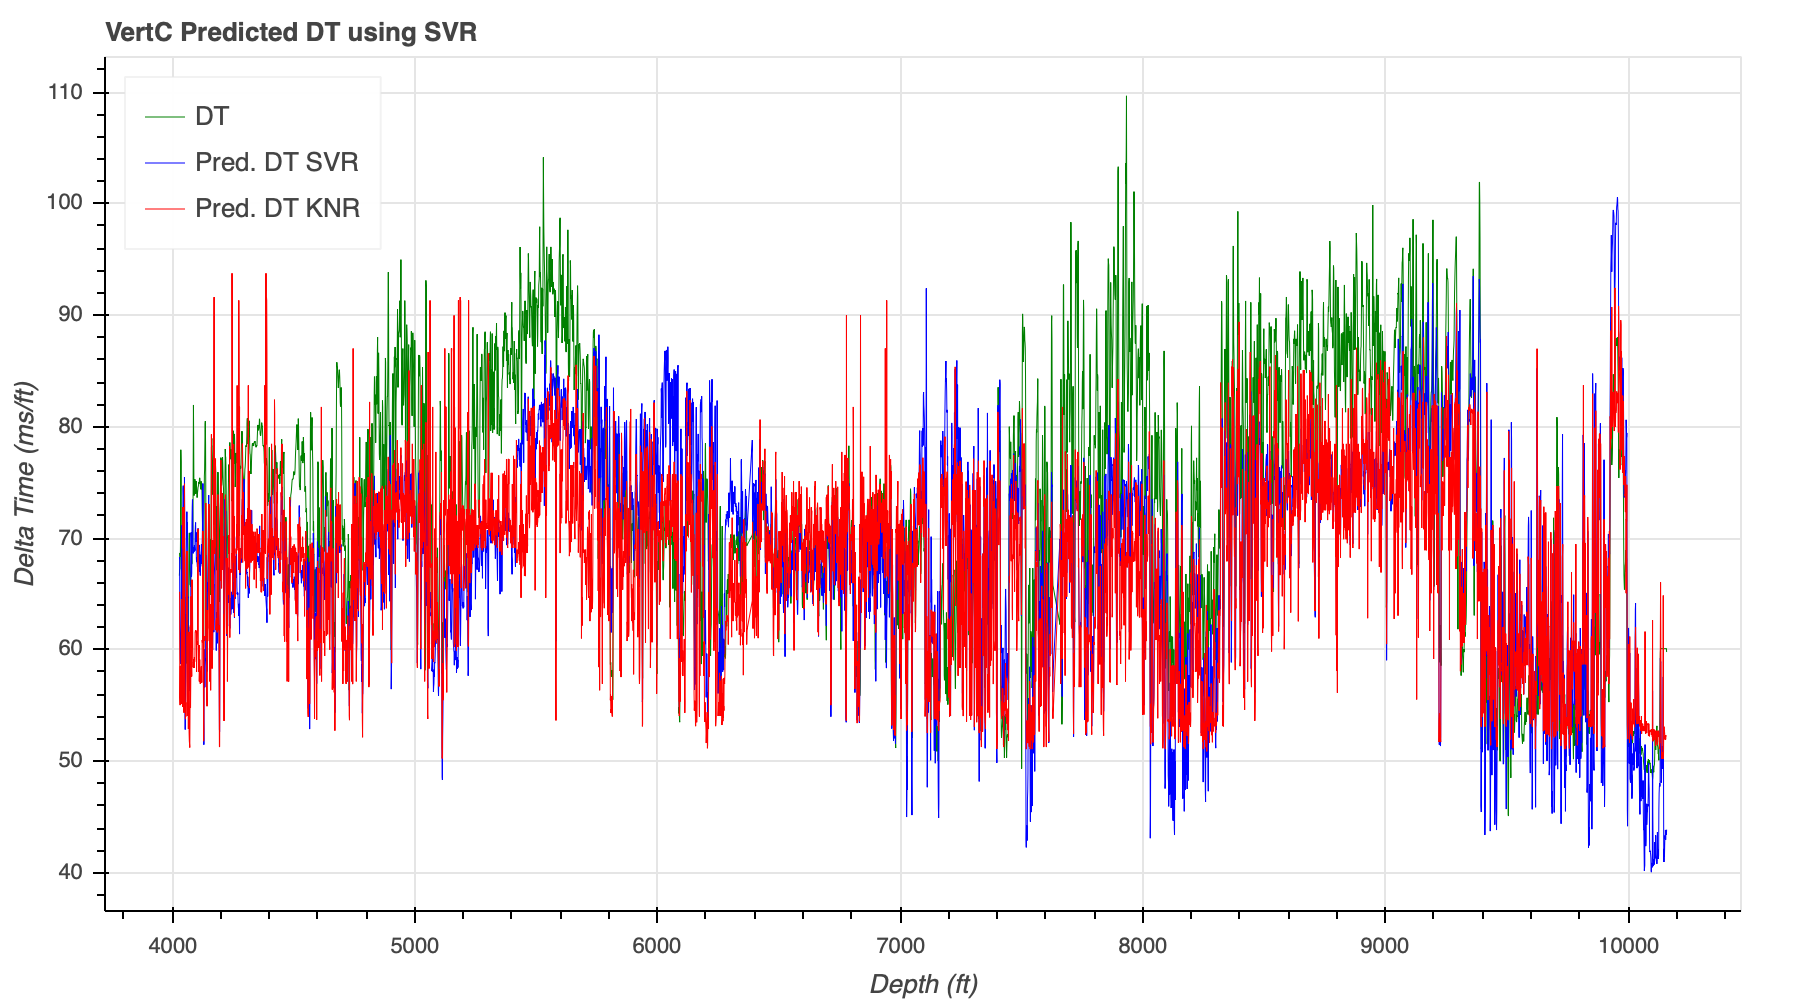 VertC Predicted DT using SVR
DT
Pred. DT SVR
Pred. DT KNR
110
100
90
80
70
60
50
40
Delta Time (ms/ft)
4000 5000 6000 7000 8000 9000 10000
Depth (ft)